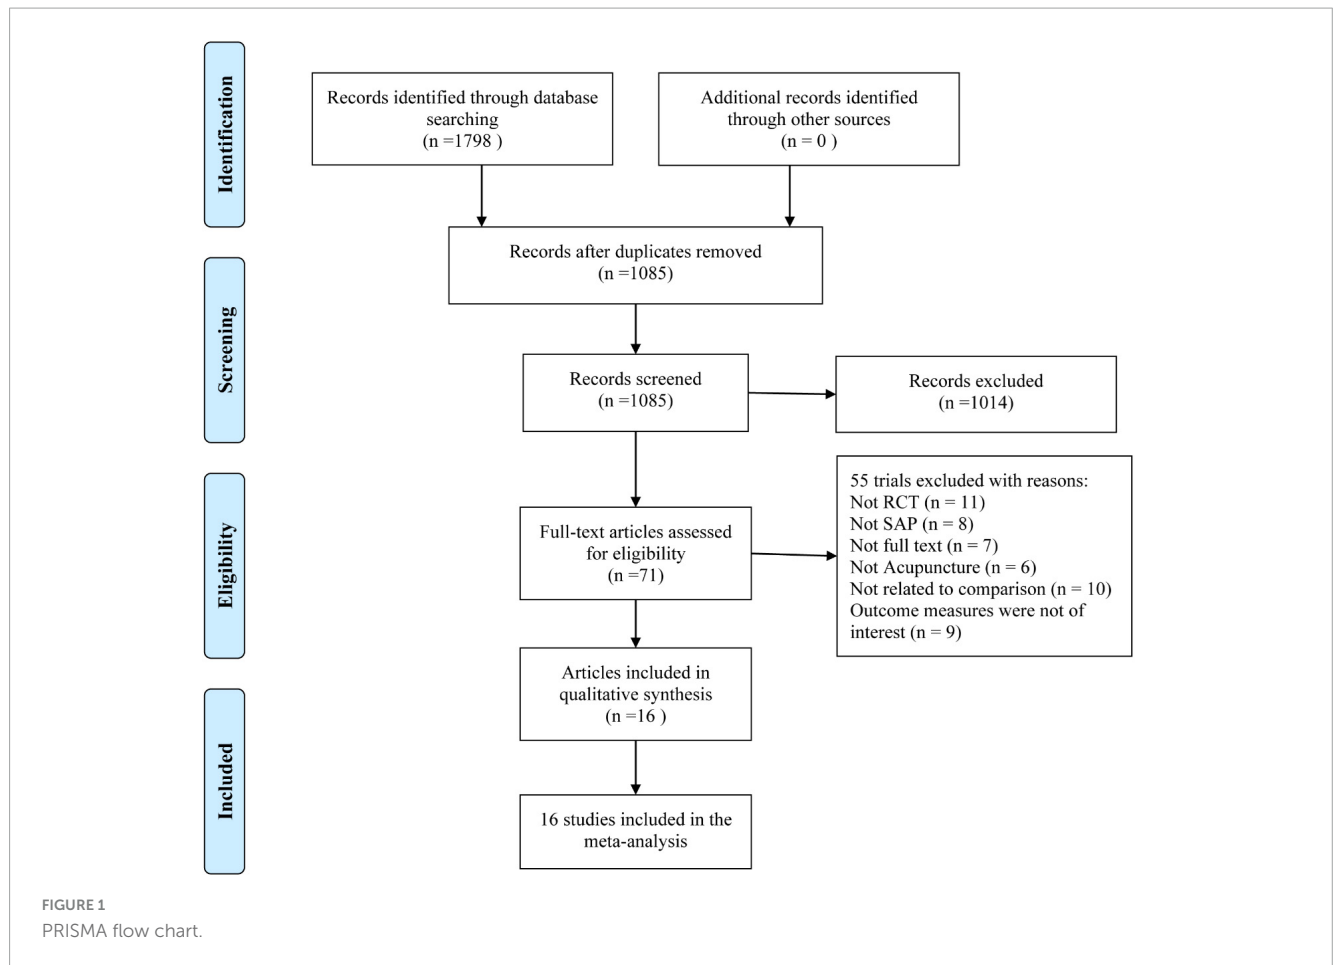 Identification
Records identified through database
searching
(n =1798 )
Additional records identified
through other sources
(n = 0 )
Records after duplicates removed
(n =1085)
Screening
Records screened
(n =1085)
Records excluded
(n =1014)
Eligibility
Full-text articles assessed
for eligibility
(n =71)
55 trials excluded with reasons:
Not RCT (n = 11)
Not SAP (n = 8)
Not full text (n = 7)
Not Acupuncture (n = 6)
Not related to comparison (n = 10)
Outcome measures were not of
interest (n = 9)
Articles included in
qualitative synthesis
(n =16 )
Included
16 studies included in the
meta-analysis
FIGURE 1
PRISMA flow chart.